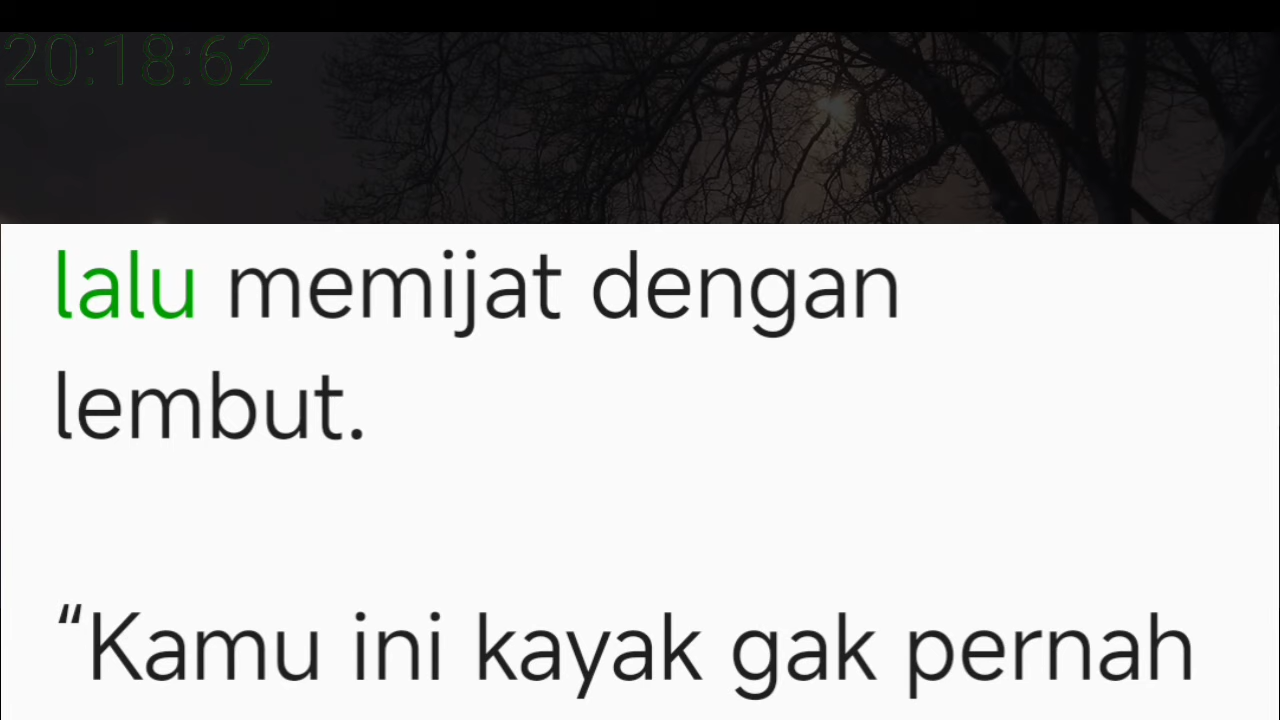 20:18:62
lalu memijat dengan
lembut.
“Kamu ini kayak gak pernah